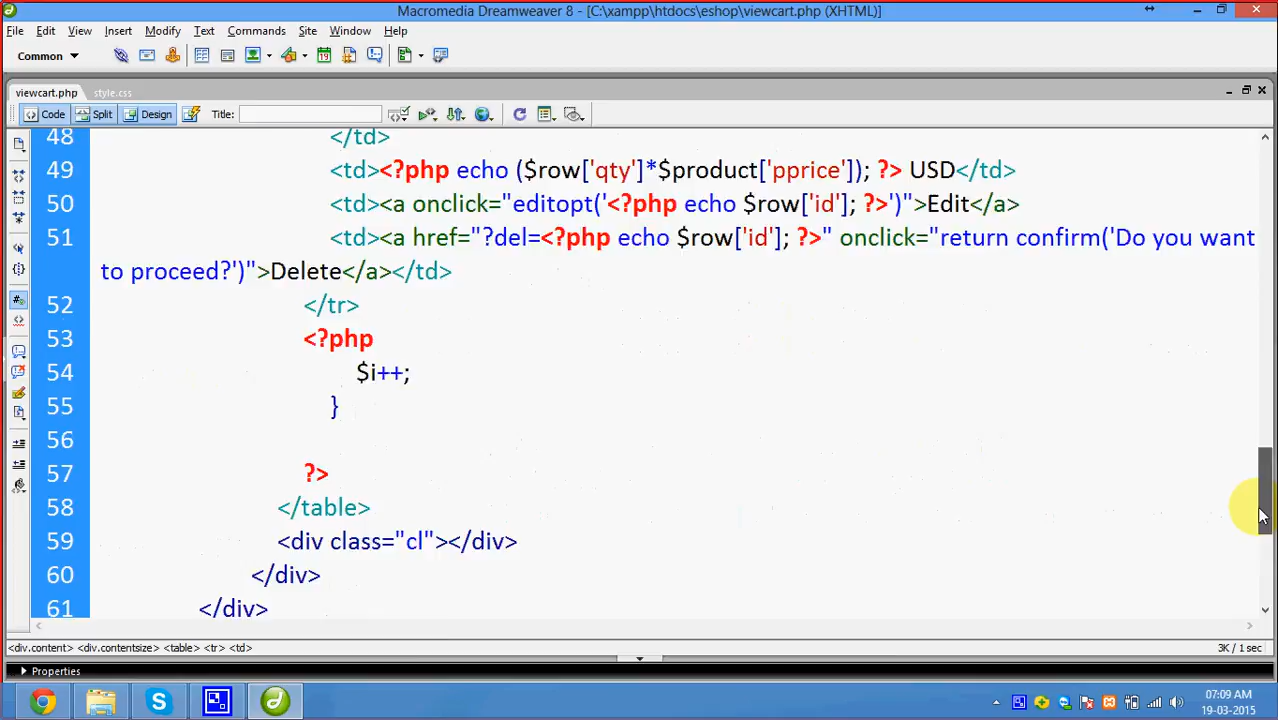 Macromedia Dreamweaver 8 - [C:\xampp\htdocs\eshop\viewcart.php (XHTML)]
File Edit View Insert Modify Text Commands Site Window Help
Common
viewcart.php style.css
Code Split Design Title:
48 </td>
49 <td><?php echo ($row['qty']*$product['pprice']); ?> USD</td>
50 <td><a onclick="editopt('<?php echo $row['id']; ?>')">Edit</a>
51 <td><a href="?del=<?php echo $row['id']; ?>" onclick="return confirm('Do you want
to proceed?')">Delete</a></td>
52 </tr>
53 <?php
54 $i++;
55 }
56
57 ?>
58 </table>
59 <div class="cl"></div>
60 </div>
61 </div>
<div.content> <div.contentsize> <table> <tr> <td> 3K / 1 sec
Properties
07:09 AM
19-03-2015